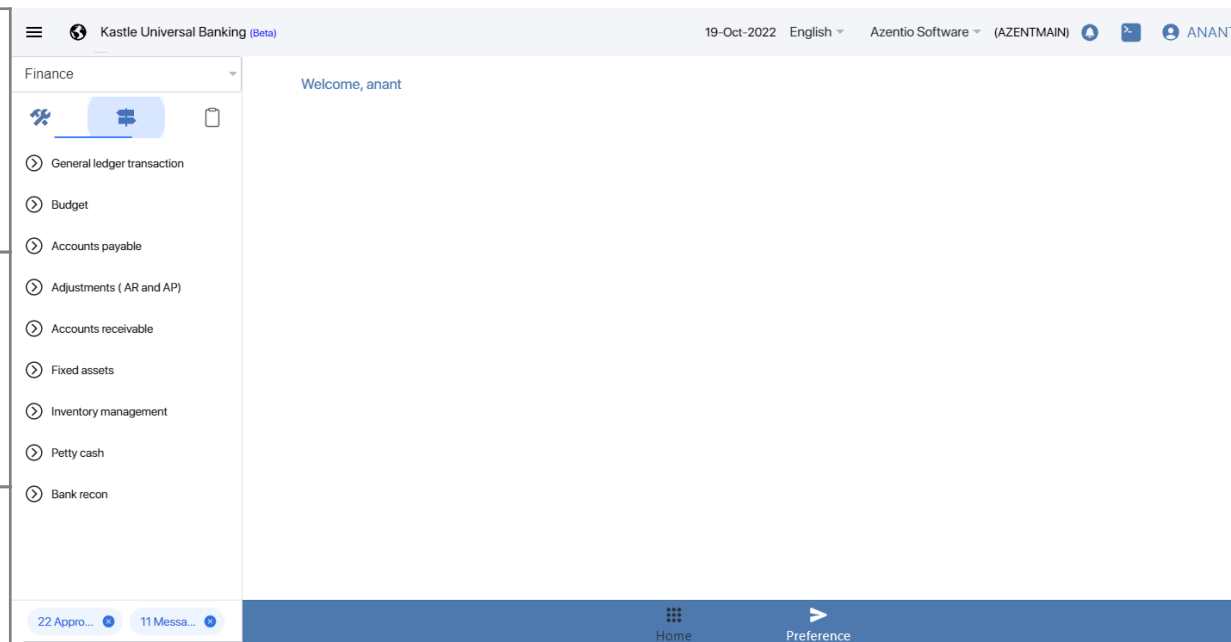 Kastle Universal Banking (Beta)
19-Oct-2022 English Azentio Software (AZENTMAIN) ANANT
Finance
Welcome, anant
General ledger transaction
Budget
Accounts payable
Adjustments ( AR and AP)
Accounts receivable
Fixed assets
Inventory management
Petty cash
Bank recon
22 Appro... 11 Messa...
Home Preference